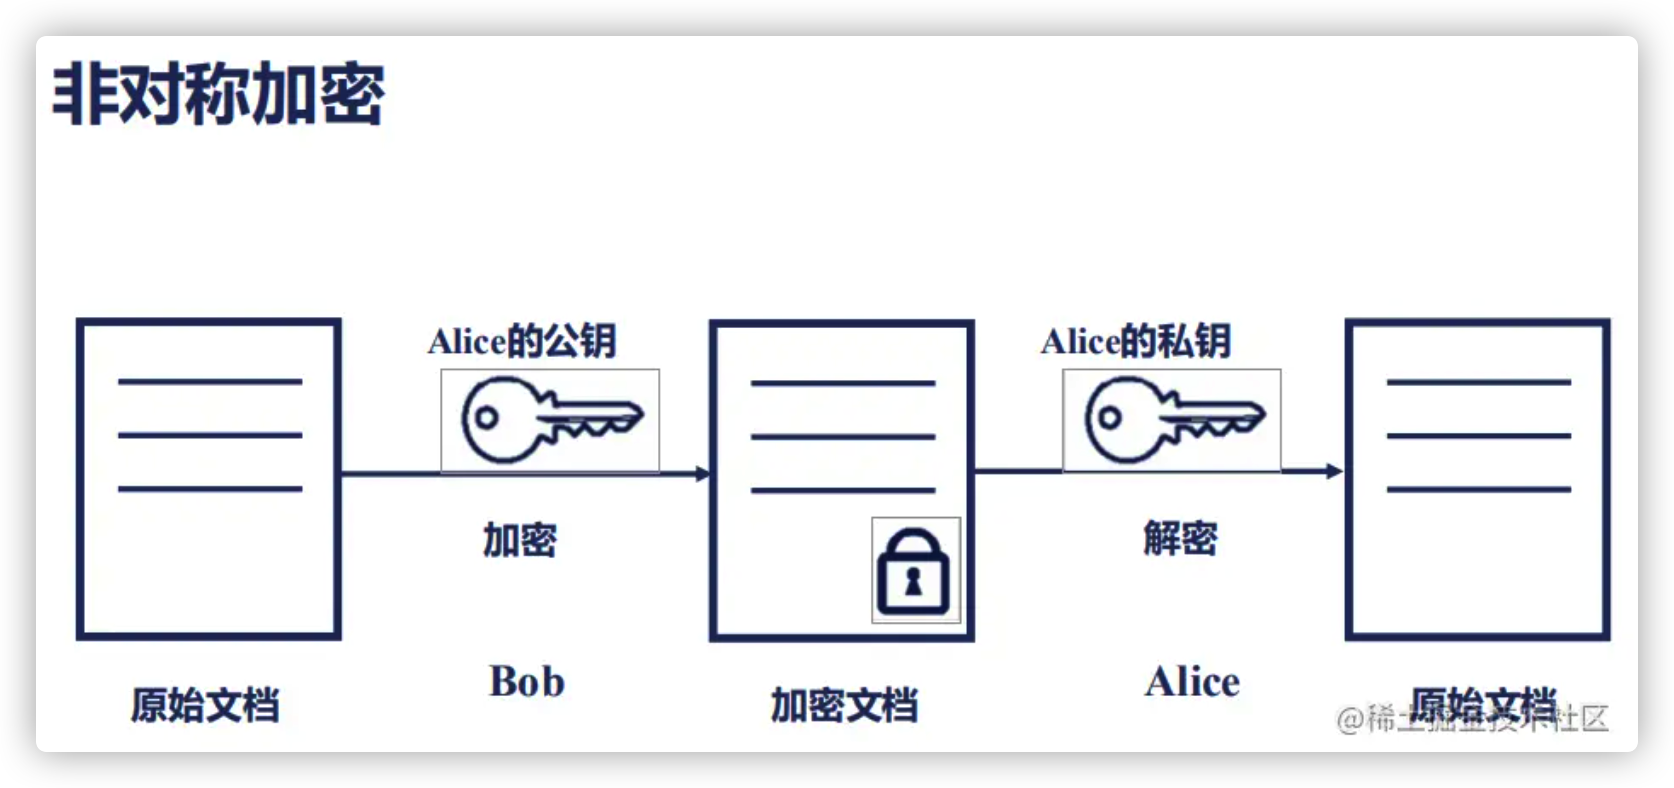 非对称加密
Alice的公钥
Alice的私钥
加密
解密
Bob
Alice
原始文档
加密文档
原始文档
@稀土掘金技术社区